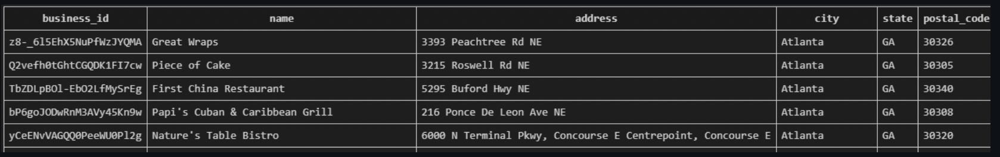 business_id name address city state postal_code
z8-_6l5EhX5NuPfWzJYQMA Great Wraps 3393 Peachtree Rd NE Atlanta GA 30326
Q2vefh0tGhtCGQDK1FI7cw Piece of Cake 3215 Roswell Rd NE Atlanta GA 30305
TbZDLpBOl-EbO2LfMySrEg First China Restaurant 5295 Buford Hwy NE Atlanta GA 30340
bP6goJODwRnM3AVy45Kn9w Papi's Cuban & Caribbean Grill 216 Ponce De Leon Ave NE Atlanta GA 30308
yCeENvVAGQQ0PeeWU0Pl2g Nature's Table Bistro 6000 N Terminal Pkwy, Concourse E Centrepoint, Concourse E Atlanta GA 30320